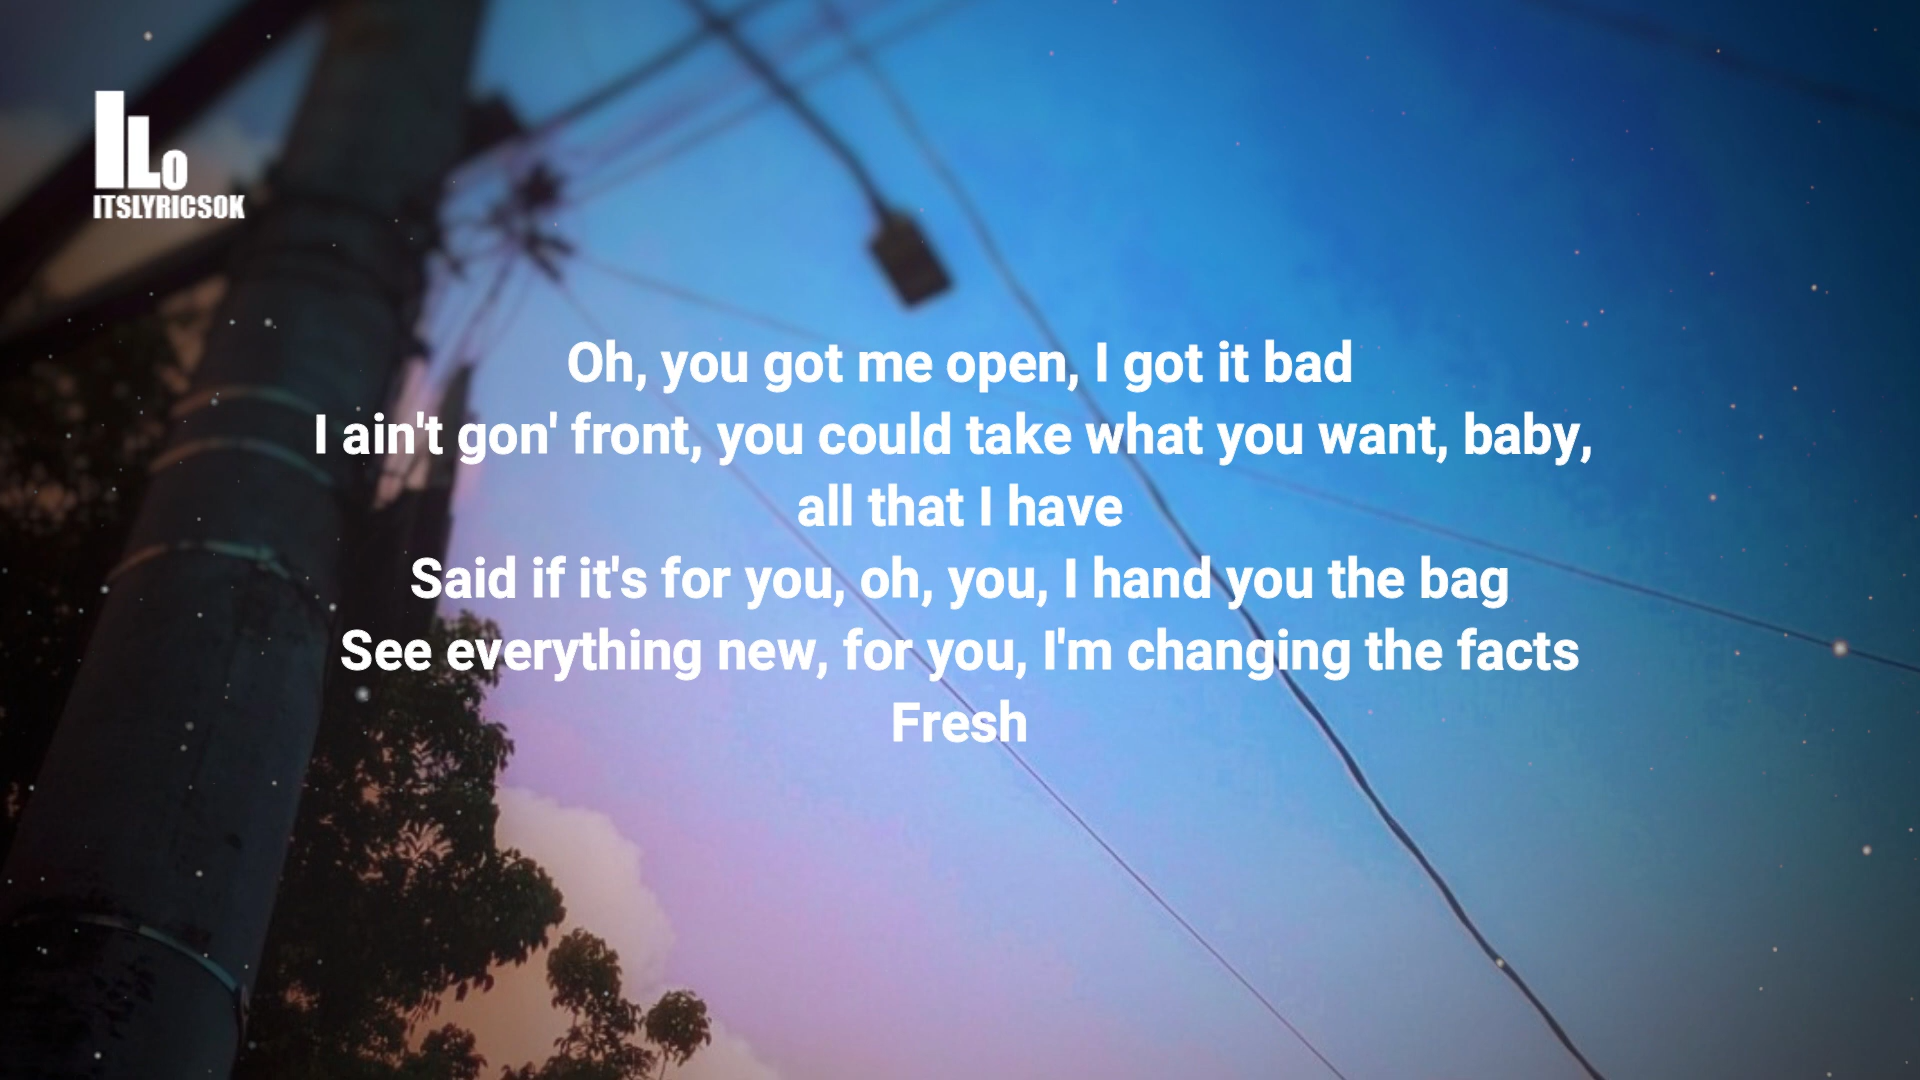 ILO
ITSLYRICSOK
Oh, you got me open, I got it bad
I ain't gon' front, you could take what you want, baby,
all that I have
Said if it's for you, oh, you, I hand you the bag
See everything new, for you, I'm changing the facts
Fresh